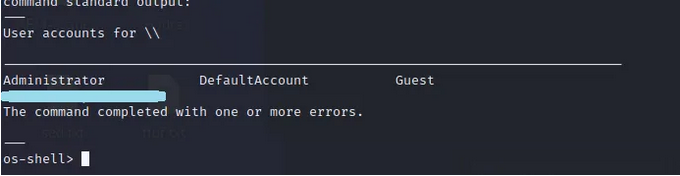 command standard output:
---
User accounts for \\
-------------------------------------------------------------------------------
Administrator            DefaultAccount           Guest
The command completed with one or more errors.
---
os-shell>